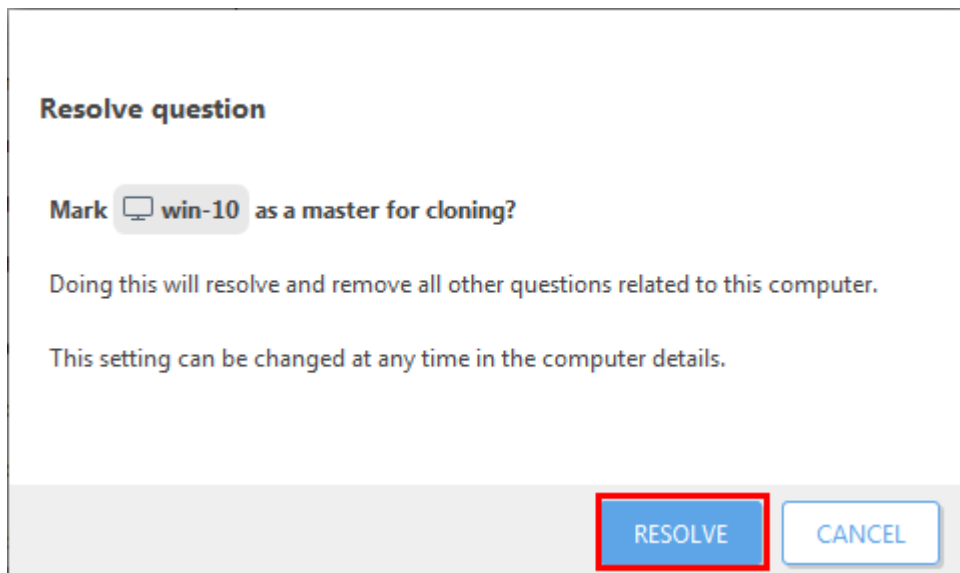 Resolve question
Mark win-10 as a master for cloning?
Doing this will resolve and remove all other questions related to this computer.
This setting can be changed at any time in the computer details.
RESOLVE CANCEL